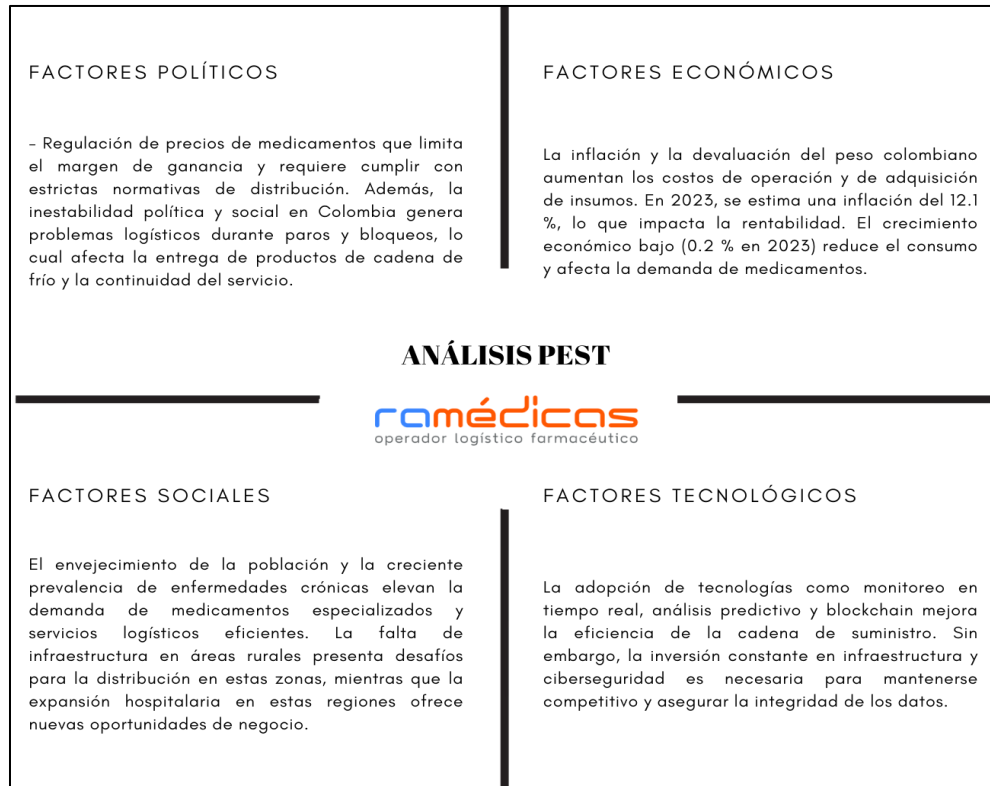 FACTORES POLÍTICOS
- Regulación de precios de medicamentos que limita
el margen de ganancia y requiere cumplir con
estrictas normativas de distribución. Además, la
inestabilidad política y social en Colombia genera
problemas logísticos durante paros y bloqueos, lo
cual afecta la entrega de productos de cadena de
frío y la continuidad del servicio.
FACTORES ECONÓMICOS
La inflación y la devaluación del peso colombiano
aumentan los costos de operación y de adquisición
de insumos. En 2023, se estima una inflación del 12.1
%, lo que impacta la rentabilidad. El crecimiento
económico bajo (0.2 % en 2023) reduce el consumo
y afecta la demanda de medicamentos.
ANÁLISIS PEST
ramédicas
operador logístico farmacéutico
FACTORES SOCIALES
El envejecimiento de la población y la creciente
prevalencia de enfermedades crónicas elevan la
demanda de medicamentos especializados y
servicios logísticos eficientes. La falta de
infraestructura en áreas rurales presenta desafíos
para la distribución en estas zonas, mientras que la
expansión hospitalaria en estas regiones ofrece
nuevas oportunidades de negocio.
FACTORES TECNOLÓGICOS
La adopción de tecnologías como monitoreo en
tiempo real, análisis predictivo y blockchain mejora
la eficiencia de la cadena de suministro. Sin
embargo, la inversión constante en infraestructura y
ciberseguridad es necesaria para mantenerse
competitivo y asegurar la integridad de los datos.